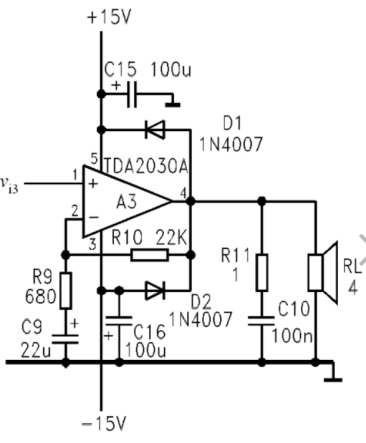 +15V
C15 100u
+
D1
1N4007
5
TDA2030A
vi3
1
+
A3
4
2
−
3
R10 22K
R9
680
R11
1
RL
4
D2
1N4007
C10
100n
C9
22u
+
+
C16
100u
−15V